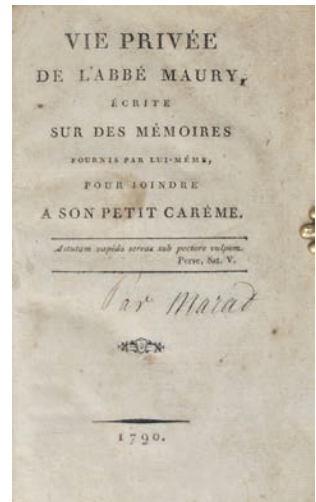 VIE PRIVÉE
DE L'ABBÉ MAURY,
ÉCRITE
SUR DES MÉMOIRES
FOURNIS PAR LUI-MÊME,
POUR JOINDRE
A SON PETIT CARÊME.
Astutam vapido servas sub pectore vulpem.
Perse, Sat. V.
Par Marad
1790.